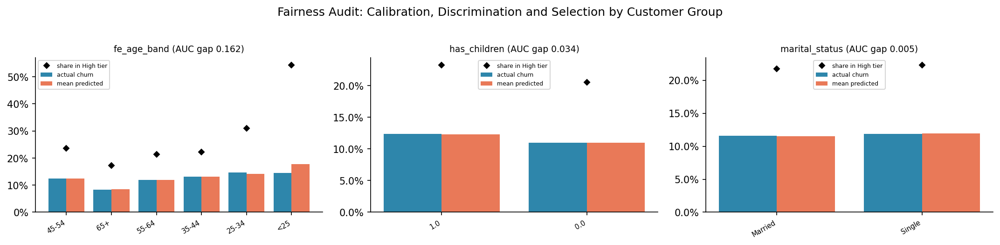 Fairness Audit: Calibration, Discrimination and Selection by Customer Group
fe_age_band (AUC gap 0.162)
share in High tier
actual churn
mean predicted
50%
40%
30%
20%
10%
0%
45-54
65+
55-64
35-44
25-34
<25
has_children (AUC gap 0.034)
share in High tier
actual churn
mean predicted
20.0%
15.0%
10.0%
5.0%
0.0%
1.0
0.0
marital_status (AUC gap 0.005)
share in High tier
actual churn
mean predicted
20.0%
15.0%
10.0%
5.0%
0.0%
Married
Single